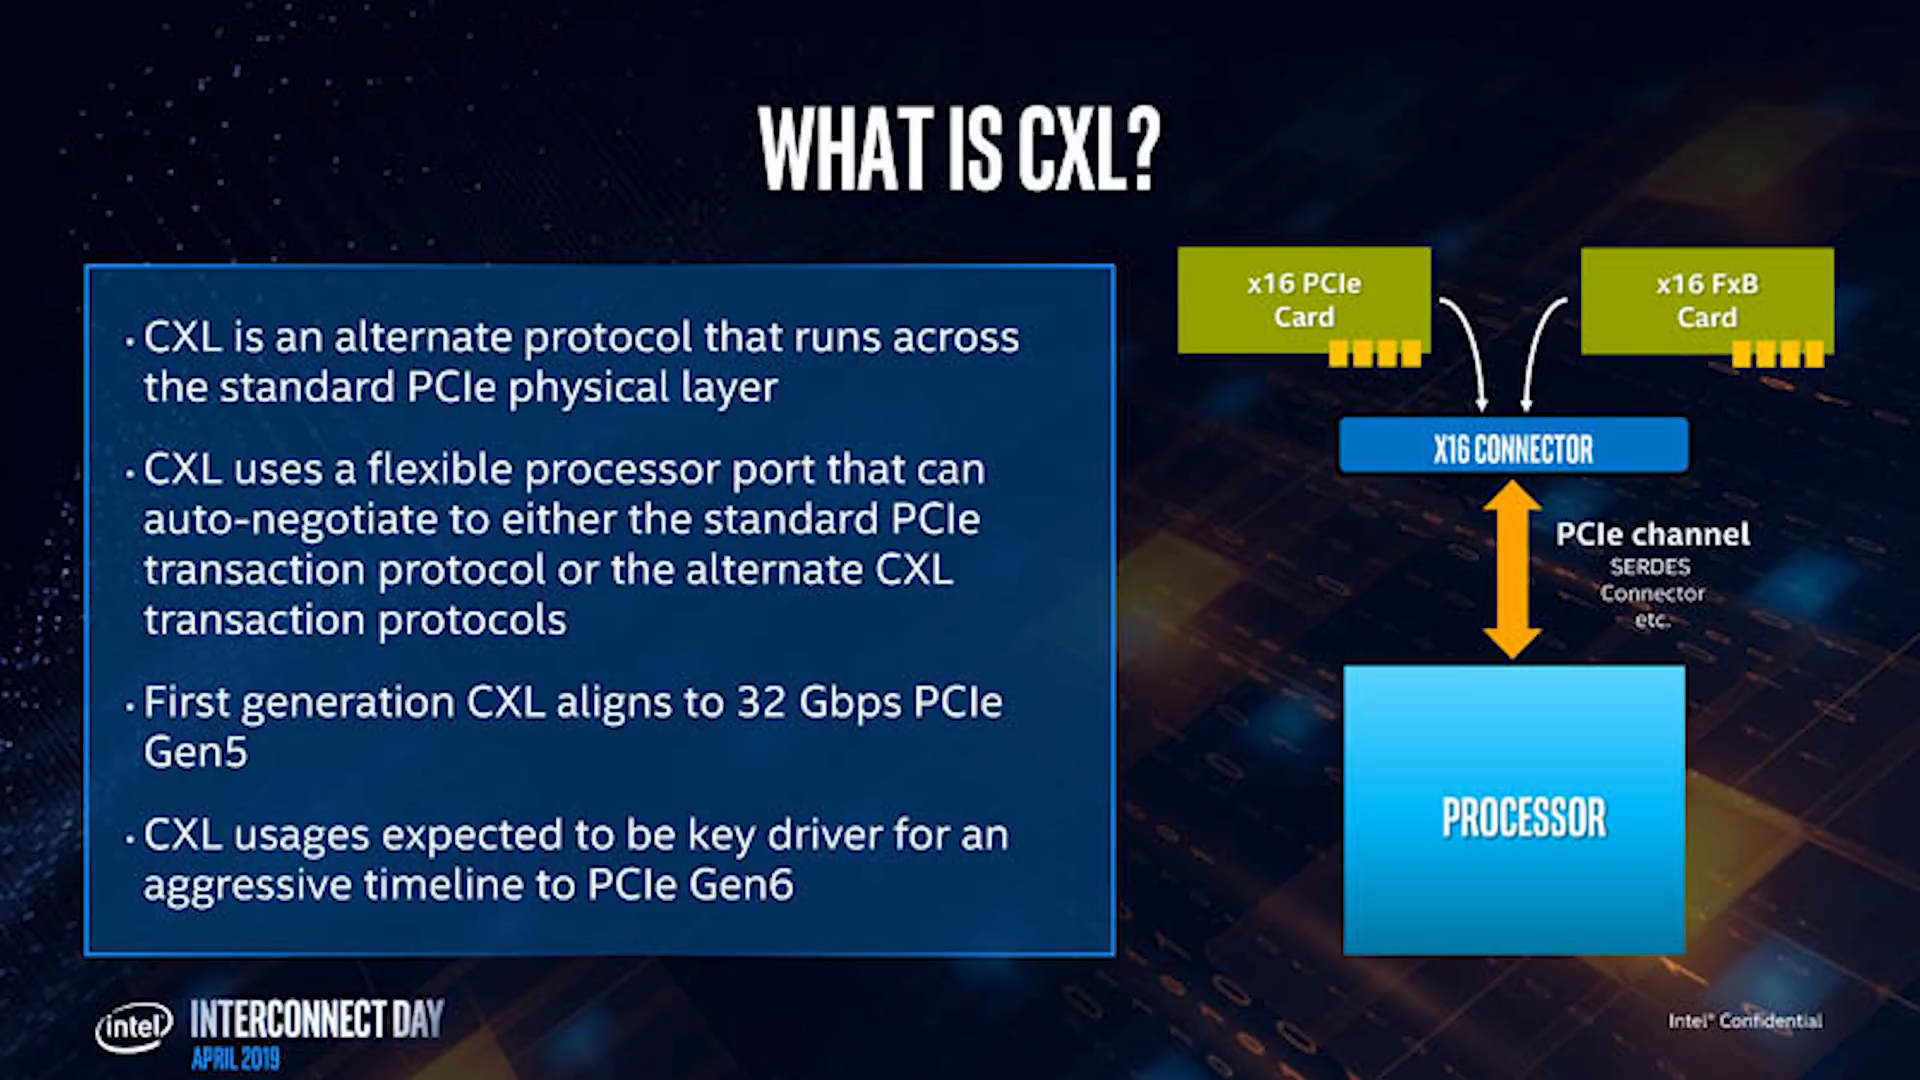 WHAT IS CXL?
· CXL is an alternate protocol that runs across
the standard PCIe physical layer
· CXL uses a flexible processor port that can
auto-negotiate to either the standard PCIe
transaction protocol or the alternate CXL
transaction protocols
· First generation CXL aligns to 32 Gbps PCIe
Gen5
· CXL usages expected to be key driver for an
aggressive timeline to PCIe Gen6
x16 PCIe
Card
x16 FxB
Card
X16 CONNECTOR
PCIe channel
SERDES
Connector
etc.
PROCESSOR
intel
INTERCONNECT DAY
APRIL 2019
Intel® Confidential